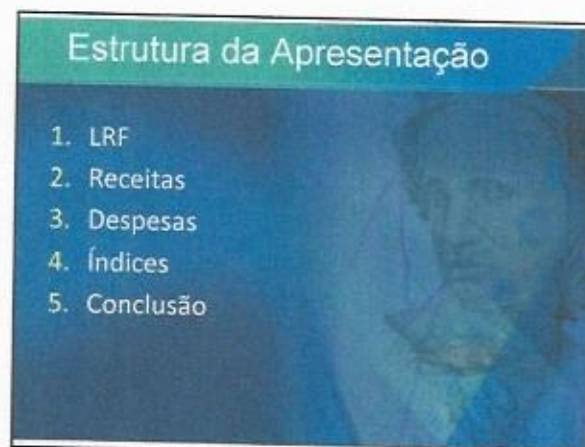 Estrutura da Apresentação
1. LRF
2. Receitas
3. Despesas
4. Índices
5. Conclusão